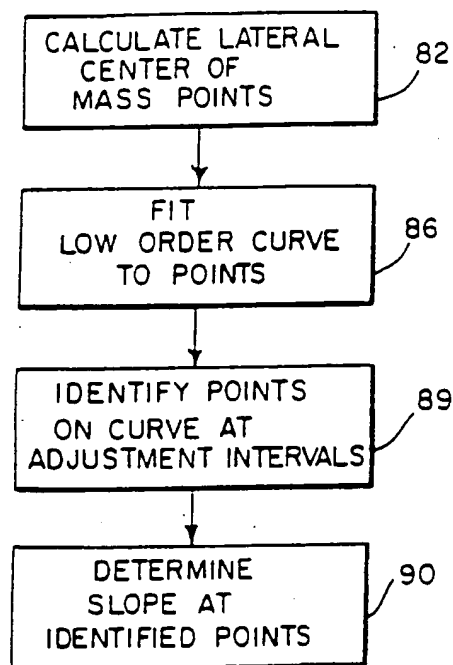 CALCULATE LATERAL
CENTER OF
MASS POINTS
82
FIT
LOW ORDER CURVE
TO POINTS
86
IDENTIFY POINTS
ON CURVE AT
ADJUSTMENT INTERVALS
89
DETERMINE
SLOPE AT
IDENTIFIED POINTS
90